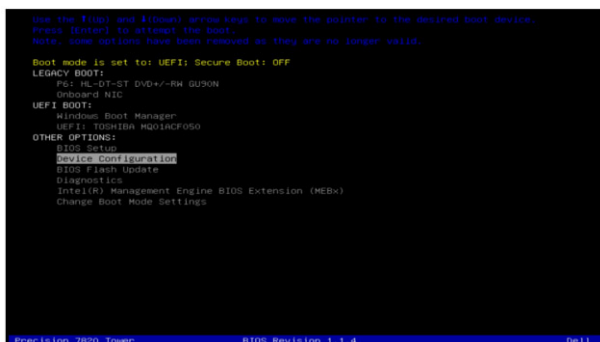 Use the ↑(Up) and ↓(Down) arrow keys to move the pointer to the desired boot device.
Press [Enter] to attempt the boot.
Note: some options have been removed as they are no longer valid.
Boot mode is set to: UEFI; Secure Boot: OFF
LEGACY BOOT:
P6: HL-DT-ST DVD+/-RW GU90N
Onboard NIC
UEFI BOOT:
Windows Boot Manager
UEFI: TOSHIBA MQ01ACF050
OTHER OPTIONS:
BIOS Setup
Device Configuration
BIOS Flash Update
Diagnostics
Intel(R) Management Engine BIOS Extension (MEBx)
Change Boot Mode Settings
Precision 7820 Tower BIOS Revision 1.1.4 Dell